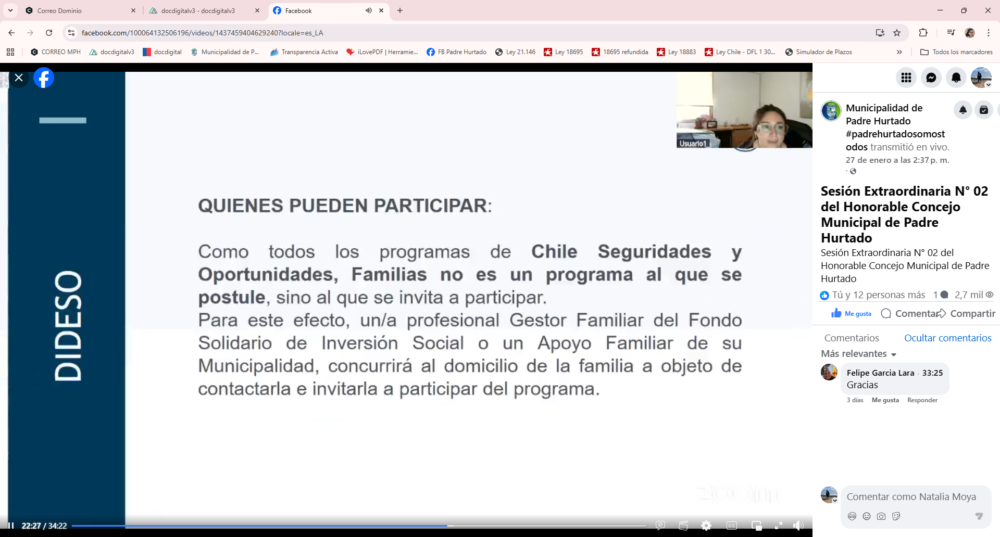 Correo Dominio
docdigitalv3 - docdigitalv3
Facebook
facebook.com/100064132506196/videos/1437459404629240?locale=es_LA
CORREO MPH
docdigitalv3
docdigital
Municipalidad de P...
Transparencia Activa
iLovePDF | Herramie...
FB Padre Hurtado
Ley 21.146
Ley 18695
18695 refundida
Ley 18883
Ley Chile - DFL 1 30...
Simulador de Plazos
Todos los marcadores
DIDESO
Usuario1
QUIENES PUEDEN PARTICIPAR:
Como todos los programas de Chile Seguridades y
Oportunidades, Familias no es un programa al que se
postule, sino al que se invita a participar.
Para este efecto, un/a profesional Gestor Familiar del Fondo
Solidario de Inversión Social o un Apoyo Familiar de su
Municipalidad, concurrirá al domicilio de la familia a objeto de
contactarla e invitarla a participar del programa.
zoom
22:27 / 34:22
Municipalidad de
Padre Hurtado
#padrehurtadosomost
odos transmitió en vivo.
27 de enero a las 2:37 p. m.
·
Sesión Extraordinaria N° 02
del Honorable Concejo
Municipal de Padre
Hurtado
Sesión Extraordinaria N° 02 del
Honorable Concejo Municipal de Padre
Hurtado
Tú y 12 personas más 1 2,7 mil
Me gusta Comentar Compartir
Comentarios Ocultar comentarios
Más relevantes
Felipe Garcia Lara · 33:25
Gracias
3 días Me gusta Responder
Comentar como Natalia Moya